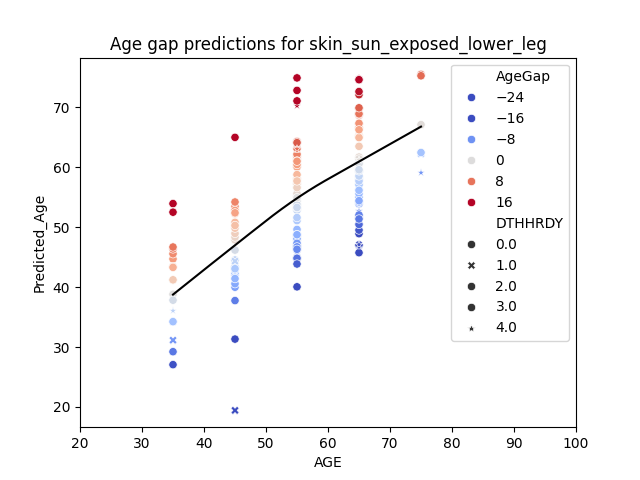 Age gap predictions for skin_sun_exposed_lower_leg
Predicted_Age
70
60
50
40
30
20
20 30 40 50 60 70 80 90 100
AGE
AgeGap
−24
−16
−8
0
8
16
DTHHRDY
0.0
1.0
2.0
3.0
4.0